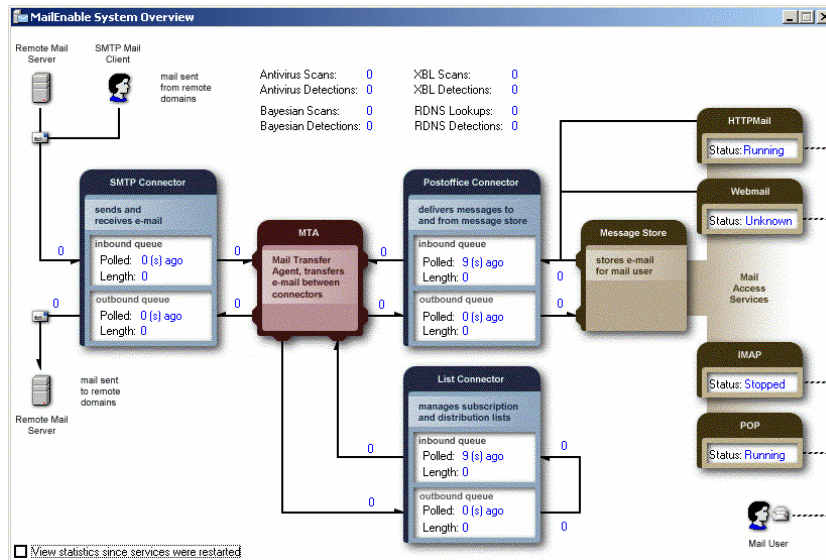 MailEnable System Overview
Remote Mail
Server
SMTP Mail
Client
mail sent
from remote
domains
Antivirus Scans: 0
Antivirus Detections: 0
Bayesian Scans: 0
Bayesian Detections: 0
XBL Scans: 0
XBL Detections: 0
RDNS Lookups: 0
RDNS Detections: 0
HTTPMail
Status: Running
Webmail
Status: Unknown
SMTP Connector
sends and
receives e-mail
inbound queue
Polled: 0 (s) ago
Length: 0
outbound queue
Polled: 0 (s) ago
Length: 0
0
0
0
0
MTA
Mail Transfer
Agent, transfers
e-mail between
connectors
0
0
Postoffice Connector
delivers messages to
and from message store
inbound queue
Polled: 9 (s) ago
Length: 0
outbound queue
Polled: 0 (s) ago
Length: 0
0
0
Message Store
stores e-mail
for mail user
Mail
Access
Services
IMAP
Status: Stopped
POP
Status: Running
mail sent
to remote
domains
Remote Mail
Server
List Connector
manages subscription
and distribution lists
inbound queue
Polled: 9 (s) ago
Length: 0
outbound queue
Polled: 0 (s) ago
Length: 0
0
0
0
0
Mail User
View statistics since services were restarted